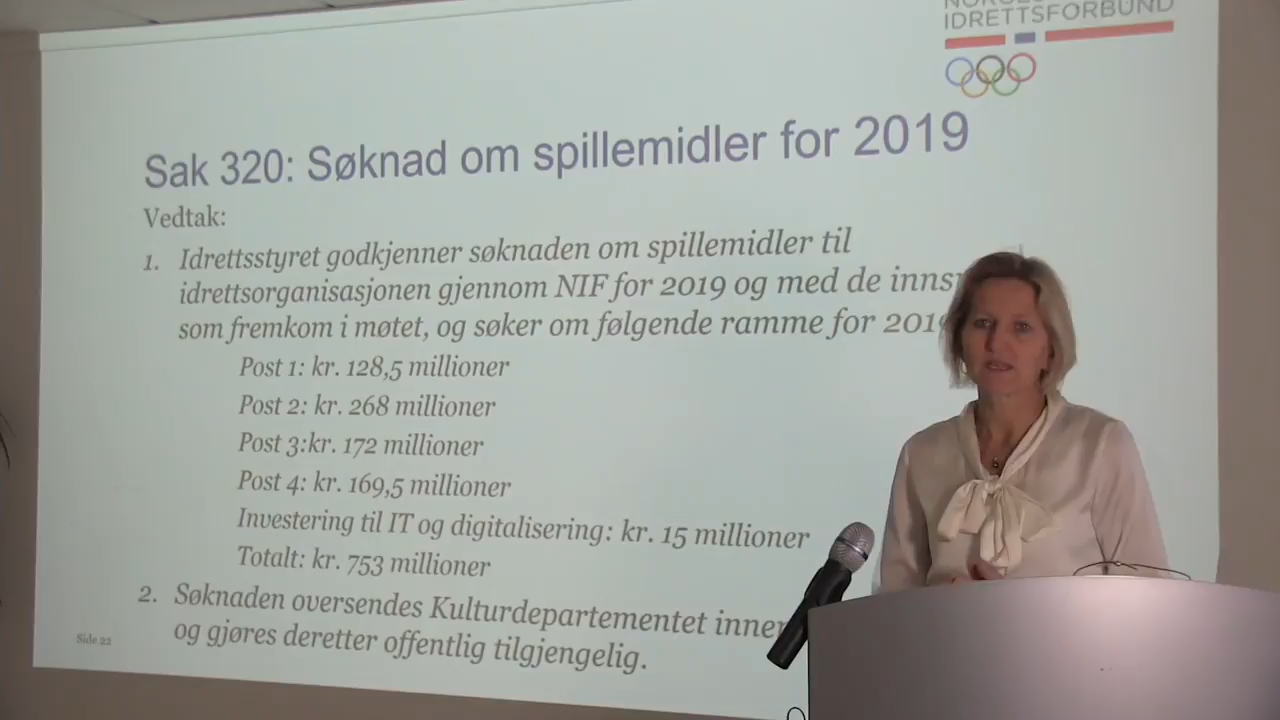 IDRETTSFORBUND
Sak 320: Søknad om spillemidler for 2019
Vedtak:
1. Idrettsstyret godkjenner søknaden om spillemidler til
idrettsorganisasjonen gjennom NIF for 2019 og med de
som fremkom i møtet, og søker om følgende ramme for
Post 1: kr. 128,5 millioner
Post 2: kr. 268 millioner
Post 3:kr. 172 millioner
Post 4: kr. 169,5 millioner
Investering til IT og digitalisering: kr. 15 millioner
Totalt: kr. 753 millioner
2. Søknaden oversendes Kulturdepartementet
og gjøres deretter offentlig tilgjengelig.
Side 22